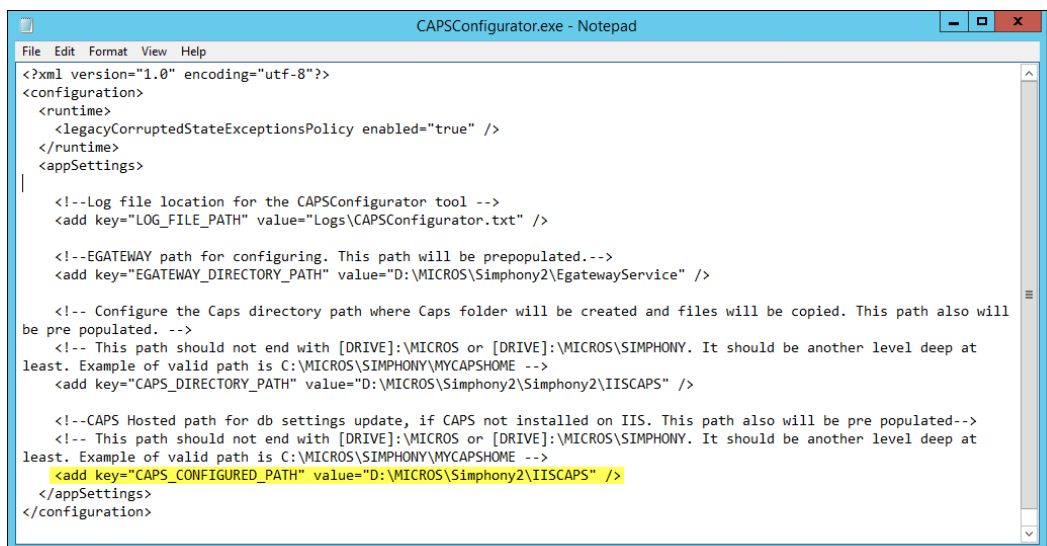 CAPSConfigurator.exe - Notepad
File Edit Format View Help
<?xml version="1.0" encoding="utf-8"?>
<configuration>
<runtime>
<legacyCorruptedStateExceptionsPolicy enabled="true" />
</runtime>
<appSettings>
<!--Log file location for the CAPSConfigurator tool -->
<add key="LOG_FILE_PATH" value="Logs\CAPSConfigurator.txt" />
<!--EGATEWAY path for configuring. This path will be prepopulated.-->
<add key="EGATEWAY_DIRECTORY_PATH" value="D:\MICROS\Simphony2\EgatewayService" />
<!-- Configure the Caps directory path where Caps folder will be created and files will be copied. This path also will
be pre populated. -->
<!-- This path should not end with [DRIVE]:\MICROS or [DRIVE]:\MICROS\SIMPHONY. It should be another level deep at
least. Example of valid path is C:\MICROS\SIMPHONY\MYCAPSHOME -->
<add key="CAPS_DIRECTORY_PATH" value="D:\MICROS\Simphony2\Simphony2\IISCAPS" />
<!--CAPS Hosted path for db settings update, if CAPS not installed on IIS. This path also will be pre populated-->
<!-- This path should not end with [DRIVE]:\MICROS or [DRIVE]:\MICROS\SIMPHONY. It should be another level deep at
least. Example of valid path is C:\MICROS\SIMPHONY\MYCAPSHOME -->
<add key="CAPS_CONFIGURED_PATH" value="D:\MICROS\Simphony2\IISCAPS" />
</appSettings>
</configuration>